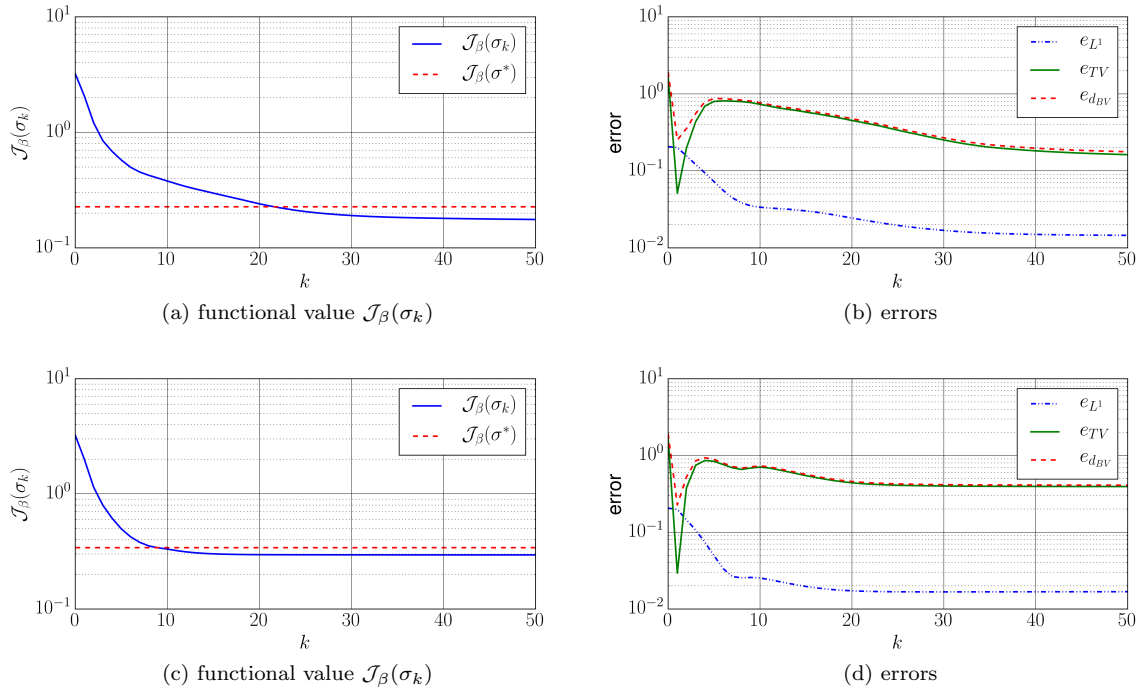 10^1
10^0
10^-1
𝒥_β(σ_k)
0 10 20 30 40 50
k
𝒥_β(σ_k)
𝒥_β(σ*)
(a) functional value 𝒥_β(σ_k)
10^1
10^0
10^-1
10^-2
error
0 10 20 30 40 50
k
e_{L^1}
e_{TV}
e_{d_{BV}}
(b) errors
10^1
10^0
10^-1
𝒥_β(σ_k)
0 10 20 30 40 50
k
𝒥_β(σ_k)
𝒥_β(σ*)
(c) functional value 𝒥_β(σ_k)
10^1
10^0
10^-1
10^-2
error
0 10 20 30 40 50
k
e_{L^1}
e_{TV}
e_{d_{BV}}
(d) errors